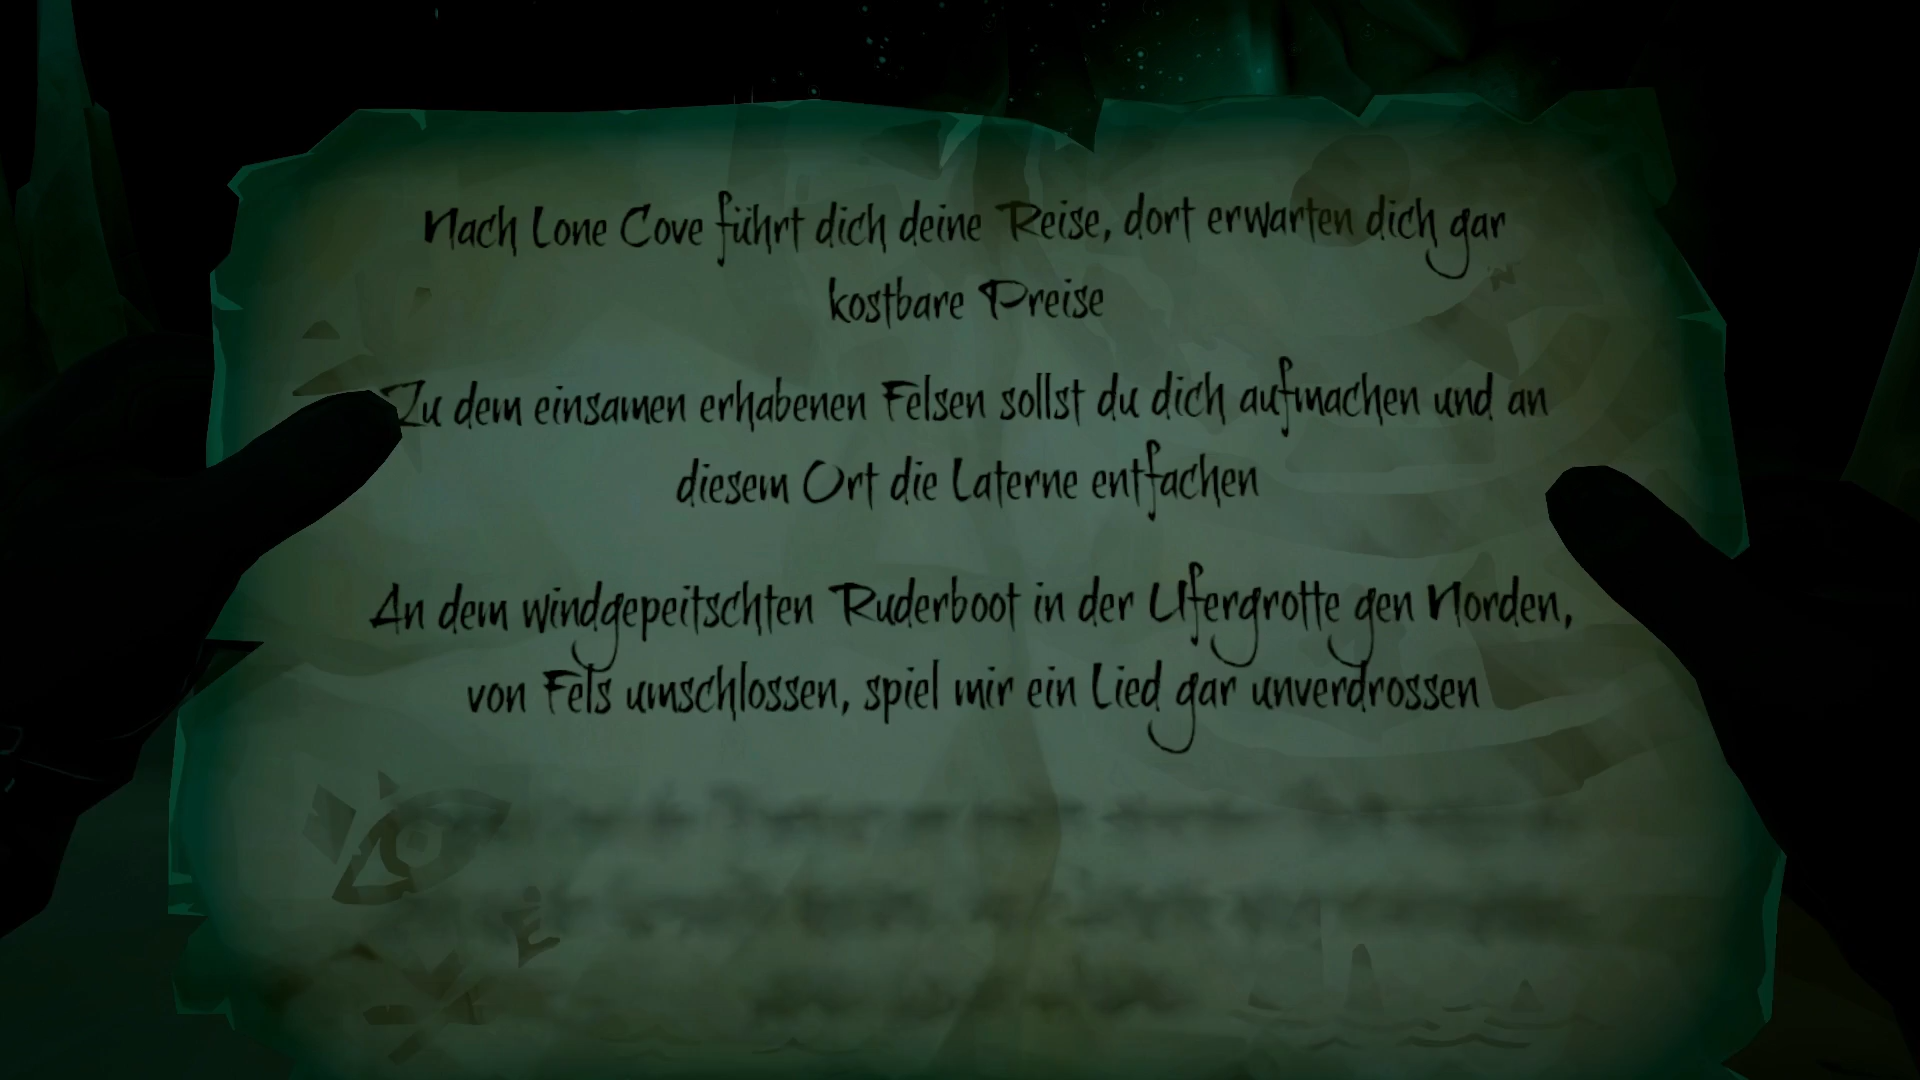 Nach Lone Cove führt dich deine Reise, dort erwarten dich gar
kostbare Preise
Zu dem einsamen erhabenen Felsen sollst du dich aufmachen und an
diesem Ort die Laterne entfachen
An dem windgepeitschten Ruderboot in der Ufergrotte gen Norden,
von Fels umschlossen, spiel mir ein Lied gar unverdrossen